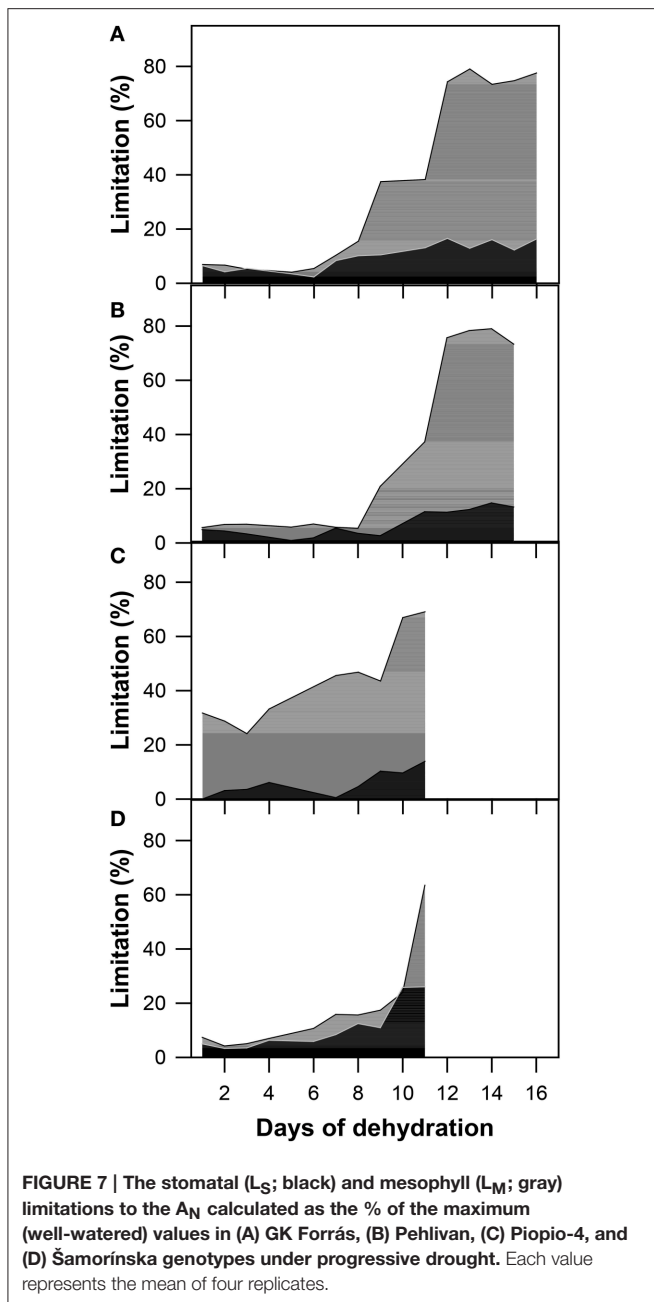 A
Limitation (%)
80
60
40
20
0
B
Limitation (%)
80
60
40
20
0
C
Limitation (%)
80
60
40
20
0
D
Limitation (%)
80
60
40
20
0
2 4 6 8 10 12 14 16
Days of dehydration
FIGURE 7 | The stomatal (LS; black) and mesophyll (LM; gray)
limitations to the AN calculated as the % of the maximum
(well-watered) values in (A) GK Forrás, (B) Pehlivan, (C) Piopio-4, and
(D) Šamorínska genotypes under progressive drought. Each value
represents the mean of four replicates.